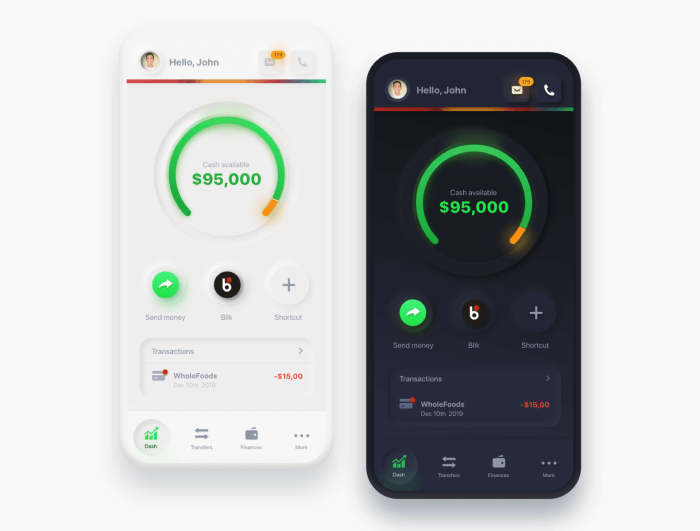 Hello, John
179
Cash available
$95,000
Send money
Blik
Shortcut
Transactions
WholeFoods
-$15,00
Dec 10th 2019
Dash
Transfers
Finances
More
Hello, John
179
Cash available
$95,000
Send money
Blik
Shortcut
Transactions
WholeFoods
-$15,00
Dec 10th 2019
Dash
Transfers
Finances
More